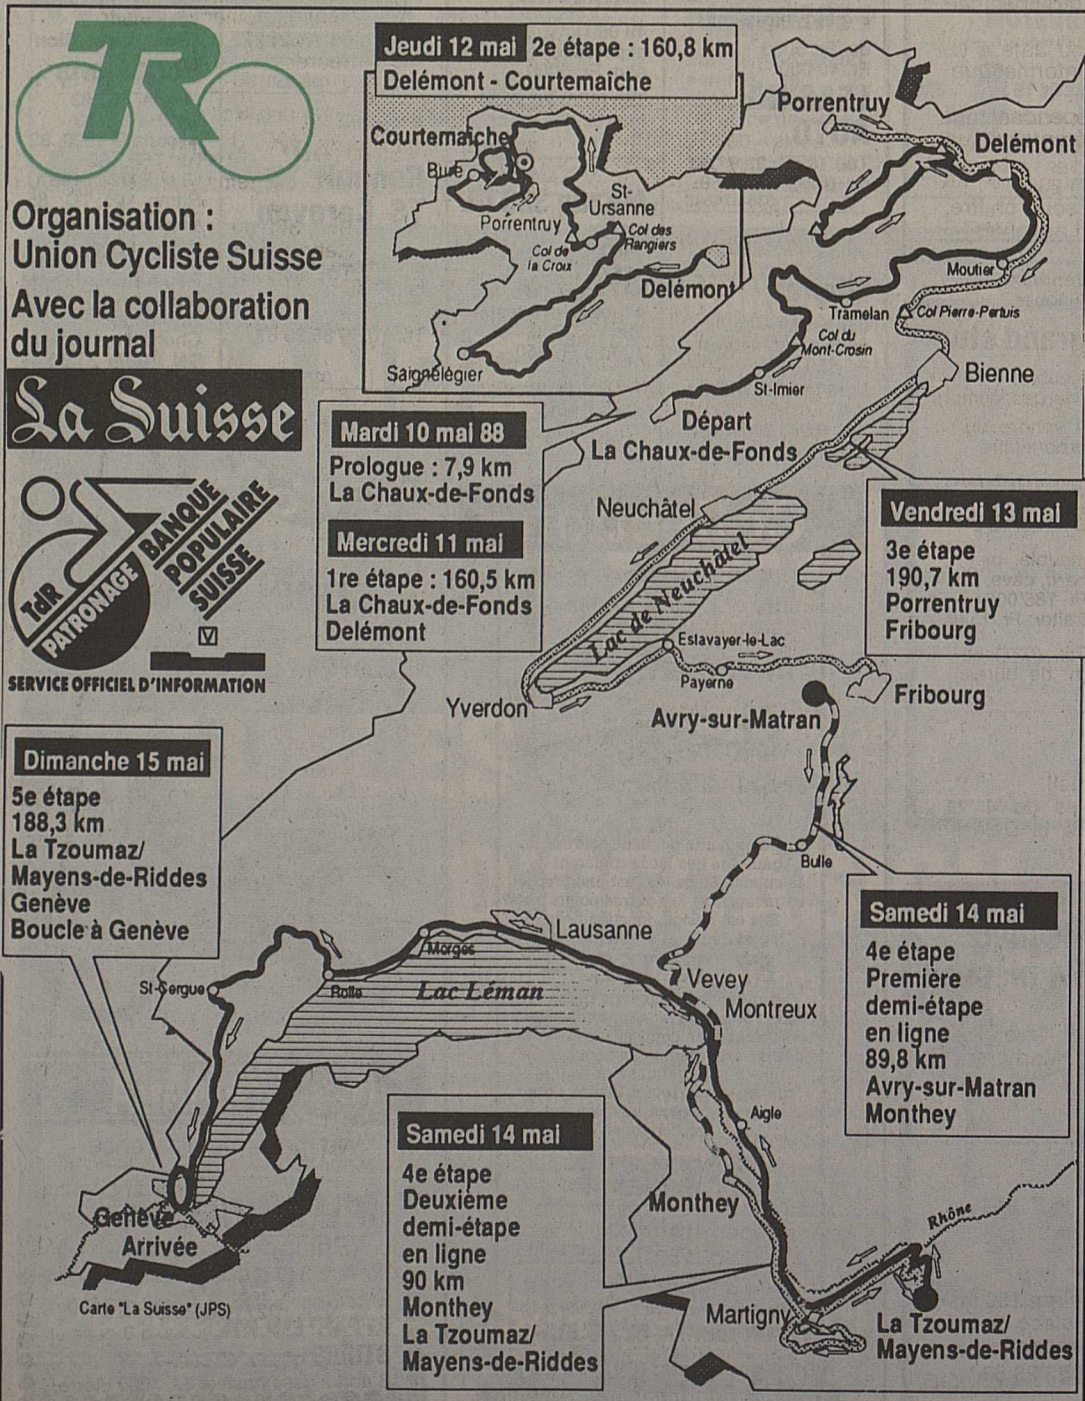 TR
Organisation :
Union Cycliste Suisse
Avec la collaboration
du journal
La Suisse
TdR
PATRONAGE
BANQUE
POPULAIRE
SUISSE
SERVICE OFFICIEL D'INFORMATION
Jeudi 12 mai 2e étape : 160,8 km
Delémont - Courtemaîche
Courtemaîche
Bure
Porrentruy
St-
Ursanne
Col des
Rangiers
Col de
la Croix
Delémont
Saignelégier
Porrentruy
Delémont
Moutier
Tramelan
Col Pierre-Pertuis
Col du
Mont-Crosin
St-Imier
Bienne
Départ
La Chaux-de-Fonds
Mardi 10 mai 88
Prologue : 7,9 km
La Chaux-de-Fonds
Mercredi 11 mai
1re étape : 160,5 km
La Chaux-de-Fonds
Delémont
Neuchâtel
Lac de Neuchâtel
Vendredi 13 mai
3e étape
190,7 km
Porrentruy
Fribourg
Estavayer-le-Lac
Payerne
Yverdon
Fribourg
Avry-sur-Matran
Bulle
Dimanche 15 mai
5e étape
188,3 km
La Tzoumaz/
Mayens-de-Riddes
Genève
Boucle à Genève
Samedi 14 mai
4e étape
Première
demi-étape
en ligne
89,8 km
Avry-sur-Matran
Monthey
Lausanne
Morges
Rolle
St-Cergue
Lac Léman
Vevey
Montreux
Aigle
Monthey
Samedi 14 mai
4e étape
Deuxième
demi-étape
en ligne
90 km
Monthey
La Tzoumaz/
Mayens-de-Riddes
Rhône
Martigny
La Tzoumaz/
Mayens-de-Riddes
Genève
Arrivée
Carte "La Suisse" (JPS)